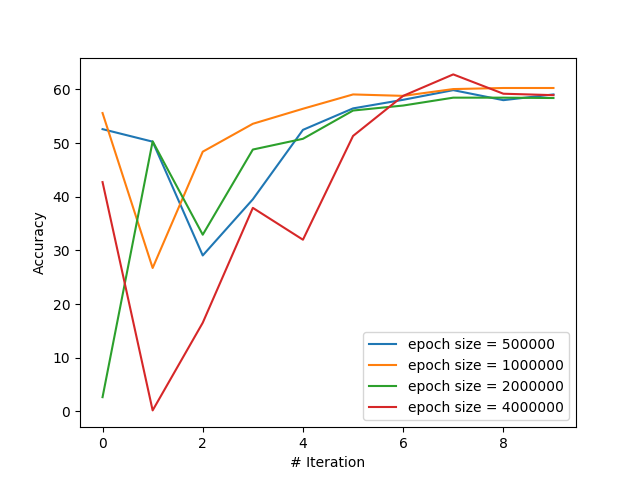 60
50
40
30
20
10
0
Accuracy
0 2 4 6 8
# Iteration
epoch size = 500000
epoch size = 1000000
epoch size = 2000000
epoch size = 4000000